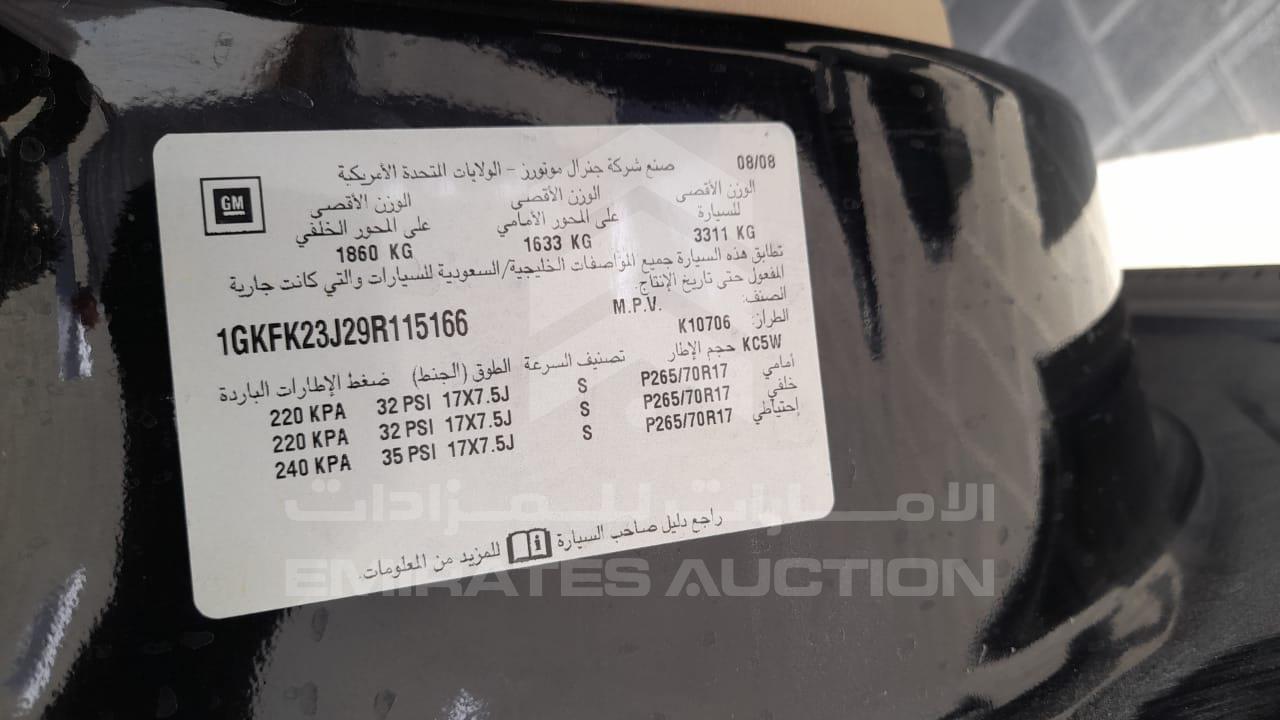 صنع شركة جنرال موتورز - الولايات المتحدة الأمريكية 08/08
GM
الوزن الأقصى للسيارة 3311 KG
الوزن الأقصى على المحور الأمامي 1633 KG
الوزن الأقصى على المحور الخلفي 1860 KG
تطابق هذه السيارة جميع المواصفات الخليجية/السعودية للسيارات والتي كانت جارية
المفعول حتى تاريخ الإنتاج.
الصنف: M.P.V.
1GKFK23J29R115166
الطراز: K10706 KC5W
حجم الإطار تصنيف السرعة الطوق (الجنط) ضغط الإطارات الباردة
أمامي P265/70R17 S 17X7.5J 32 PSI 220 KPA
خلفي P265/70R17 S 17X7.5J 32 PSI 220 KPA
إحتياطي P265/70R17 S 17X7.5J 35 PSI 240 KPA
راجع دليل صاحب السيارة للمزيد من المعلومات.
الامارات للمزادات
EMIRATES AUCTION